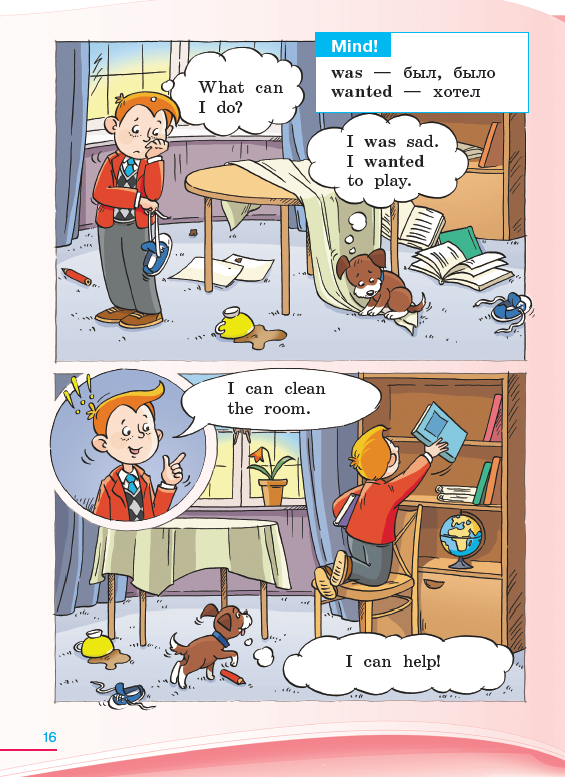 Mind!
was — был, было
wanted — хотел
What can
I do?
I was sad.
I wanted
to play.
I can clean
the room.
I can help!
16